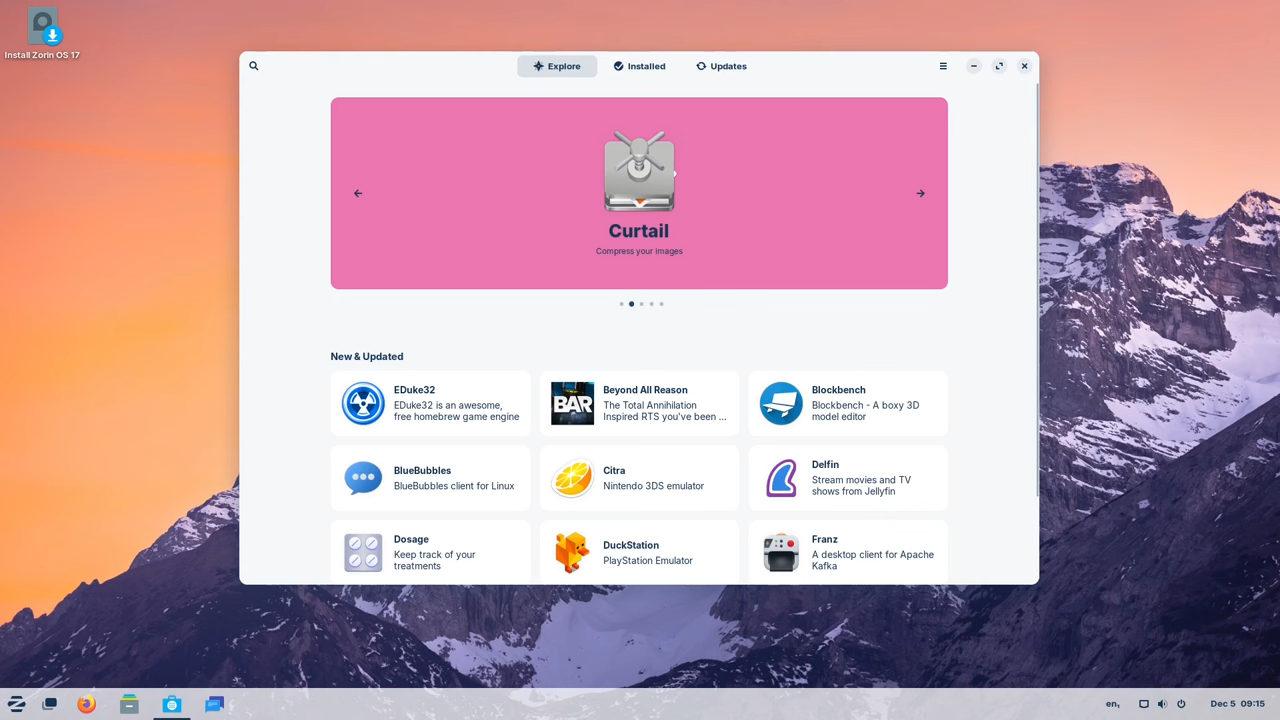 Install Zorin OS 17
Explore
Installed
Updates
Curtail
Compress your images
New & Updated
EDuke32
EDuke32 is an awesome,
free homebrew game engine
Beyond All Reason
The Total Annihilation
Inspired RTS you've been ...
BAR
Blockbench
Blockbench - A boxy 3D
model editor
BlueBubbles
BlueBubbles client for Linux
Citra
Nintendo 3DS emulator
Delfin
Stream movies and TV
shows from Jellyfin
Dosage
Keep track of your
treatments
DuckStation
PlayStation Emulator
Franz
A desktop client for Apache
Kafka
en₁
Dec 5 09:15